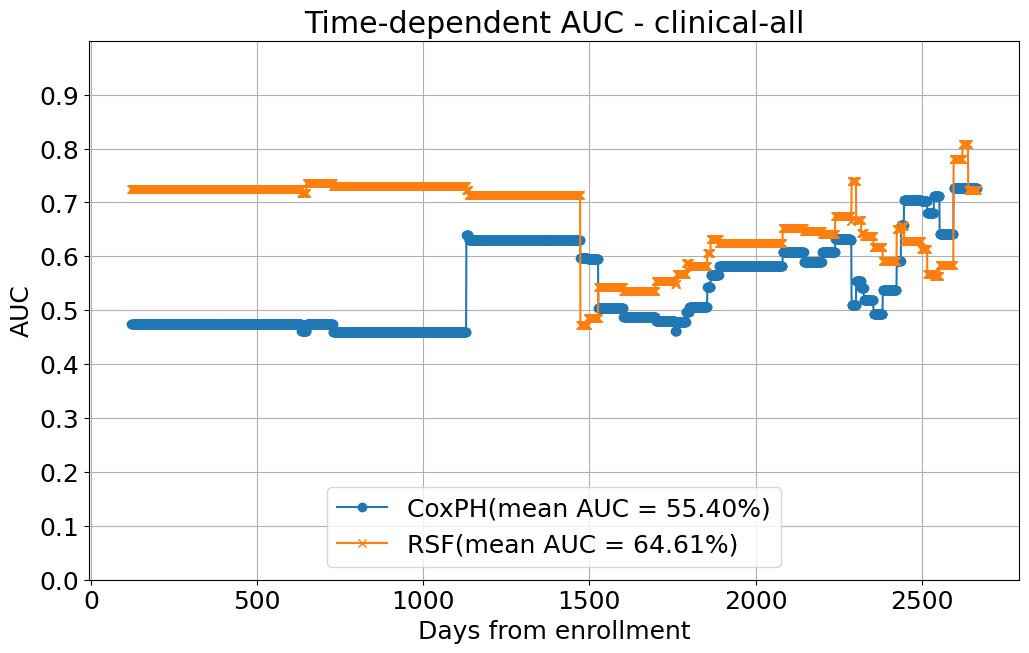 Time-dependent AUC - clinical-all
AUC
0.9
0.8
0.7
0.6
0.5
0.4
0.3
0.2
0.1
0.0
CoxPH(mean AUC = 55.40%)
RSF(mean AUC = 64.61%)
0 500 1000 1500 2000 2500
Days from enrollment